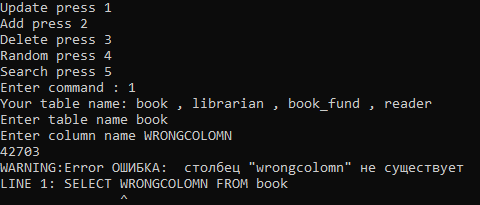 Update press 1
Add press 2
Delete press 3
Random press 4
Search press 5
Enter command : 1
Your table name: book , librarian , book_fund , reader
Enter table name book
Enter column name WRONGCOLOMN
42703
WARNING:Error ОШИБКА:  столбец "wrongcolomn" не существует
LINE 1: SELECT WRONGCOLOMN FROM book
^